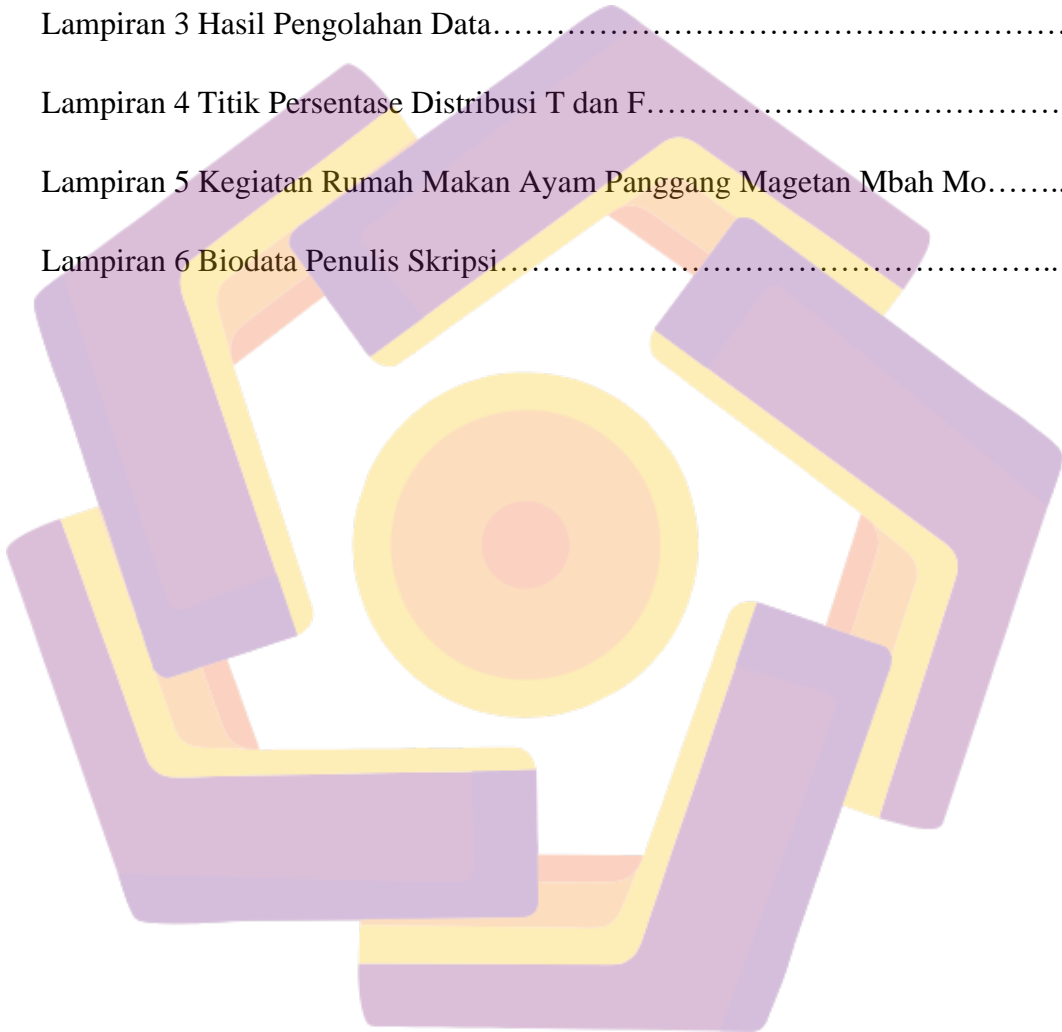 Lampiran 3 Hasil Pengolahan Data……………………………………………….
Lampiran 4 Titik Persentase Distribusi T dan F………………………………….
Lampiran 5 Kegiatan Rumah Makan Ayam Panggang Magetan Mbah Mo……..
Lampiran 6 Biodata Penulis Skripsi……………………………………………..